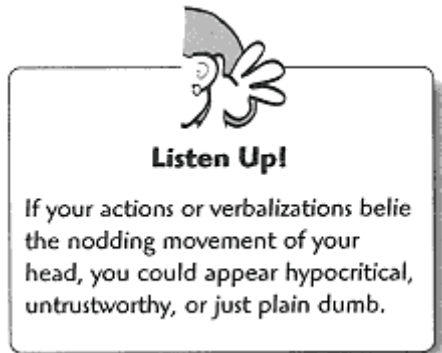 Listen Up!
If your actions or verbalizations belie
the nodding movement of your
head, you could appear hypocritical,
untrustworthy, or just plain dumb.